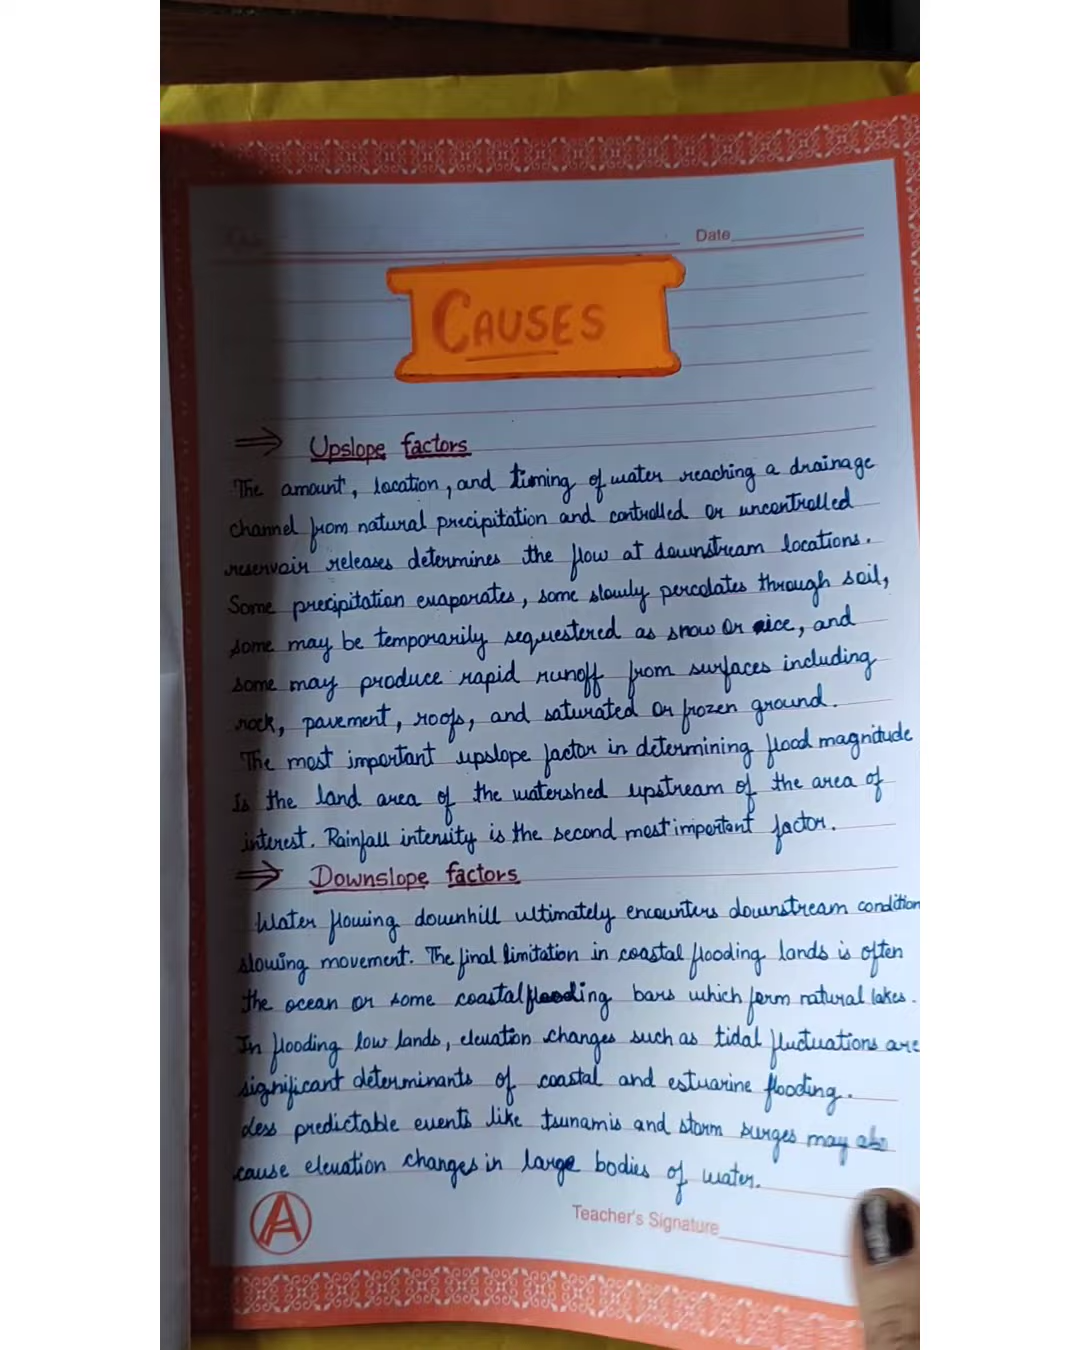 Date
CAUSES
⇒ Upslope factors
The amount, location, and timing of water reaching a drainage
channel from natural precipitation and controlled or uncontrolled
reservoir releases determines the flow at downstream locations.
Some precipitation evaporates, some slowly percolates through soil,
some may be temporarily sequestered as snow or ice, and
some may produce rapid runoff from surfaces including
rock, pavement, roofs, and saturated or frozen ground.
The most important upslope factor in determining flood magnitude
Is the land area of the watershed upstream of the area of
interest. Rainfall intensity is the second most important factor.
⇒ Downslope factors
Water flowing downhill ultimately encounters downstream condition
slowing movement. The final limitation in coastal flooding lands is often
the ocean or some coastal flooding bars which form natural lakes.
In flooding low lands, elevation changes such as tidal fluctuations are
significant determinants of coastal and estuarine flooding.
Less predictable events like tsunamis and storm surges may also
cause elevation changes in large bodies of water.
A
Teacher's Signature